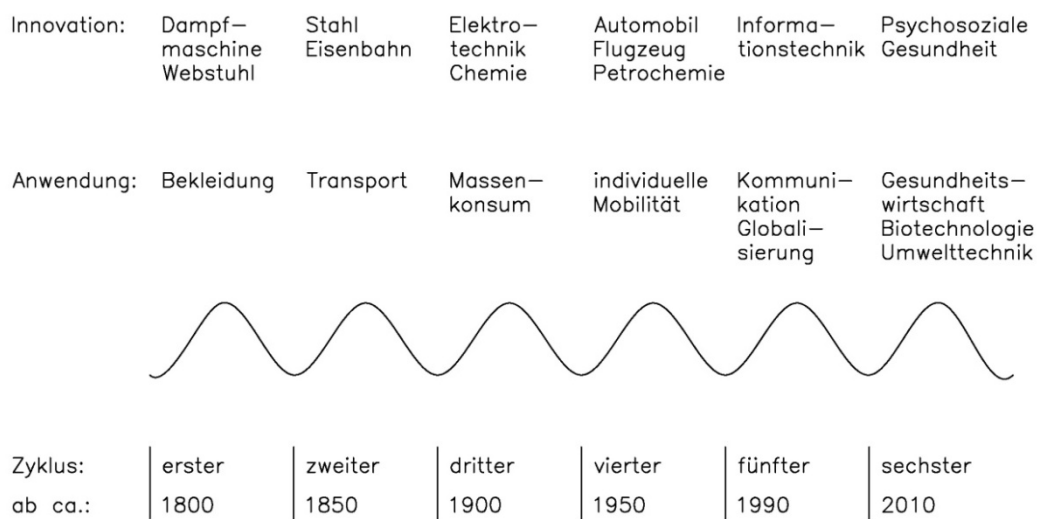 Innovation: Dampf- Stahl Elektro- Automobil Informa- Psychosoziale
maschine Eisenbahn technik Flugzeug tionstechnik Gesundheit
Webstuhl Chemie Petrochemie
Anwendung: Bekleidung Transport Massen- individuelle Kommuni- Gesundheits-
konsum Mobilität kation wirtschaft
Globali- Biotechnologie
sierung Umwelttechnik
Zyklus: erster zweiter dritter vierter fünfter sechster
ab ca.: 1800 1850 1900 1950 1990 2010